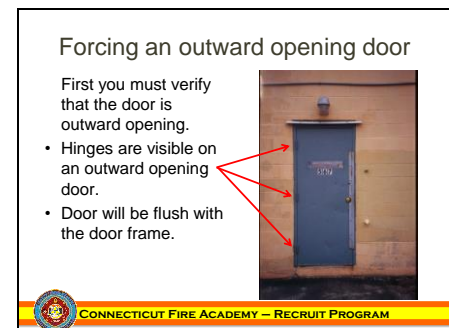 Forcing an outward opening door
First you must verify
that the door is
outward opening.
• Hinges are visible on
an outward opening
door.
• Door will be flush with
the door frame.
CONNECTICUT FIRE ACADEMY – RECRUIT PROGRAM